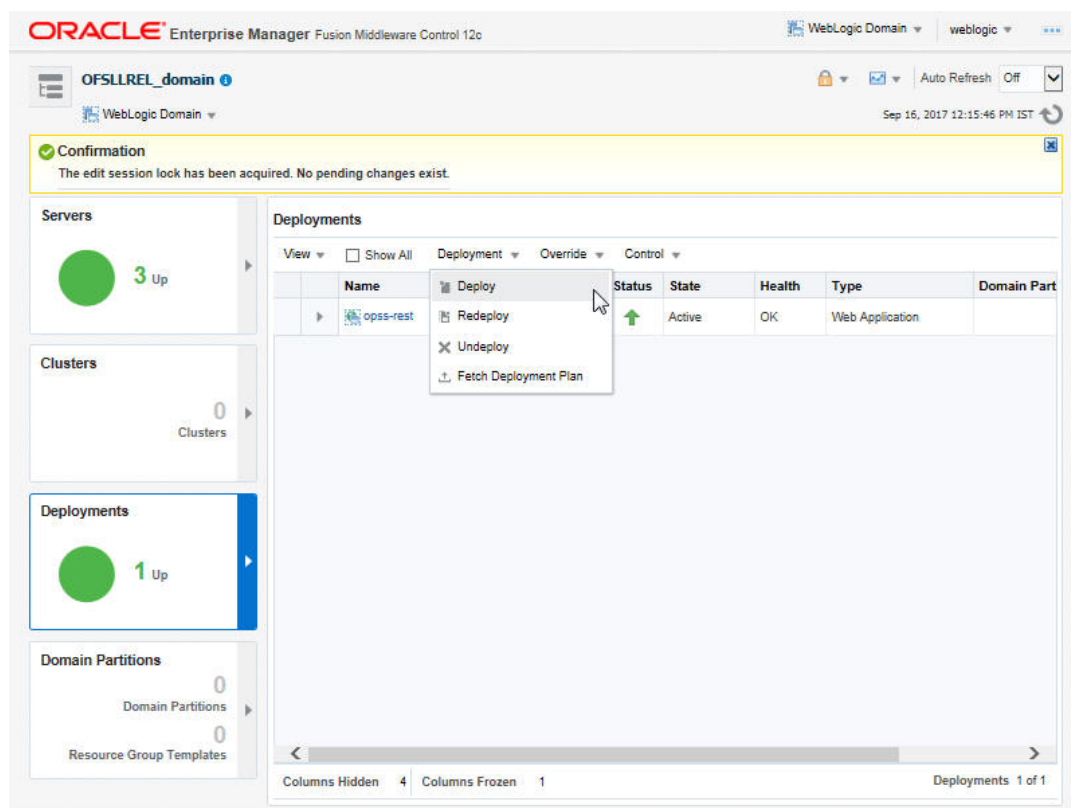 ORACLE Enterprise Manager Fusion Middleware Control 12c WebLogic Domain weblogic
OFSLLREL_domain Auto Refresh Off
WebLogic Domain Sep 16, 2017 12:15:46 PM IST
Confirmation
The edit session lock has been acquired. No pending changes exist.
Servers
3 Up
Clusters
0
Clusters
Deployments
1 Up
Domain Partitions
0
Domain Partitions
0
Resource Group Templates
Deployments
View Show All Deployment Override Control
Name Status State Health Type Domain Part
opss-rest Active OK Web Application
Deploy
Redeploy
Undeploy
Fetch Deployment Plan
Columns Hidden 4 Columns Frozen 1 Deployments 1 of 1